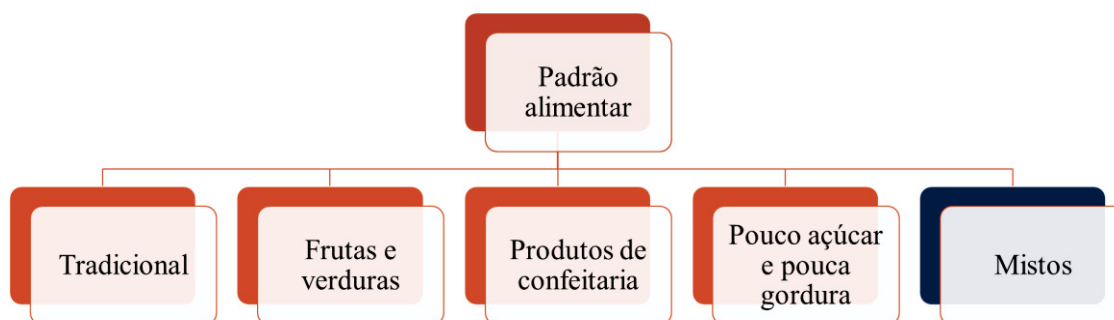 Padrão
alimentar
Tradicional
Frutas e
verduras
Produtos de
confeitaria
Pouco açúcar
e pouca
gordura
Mistos